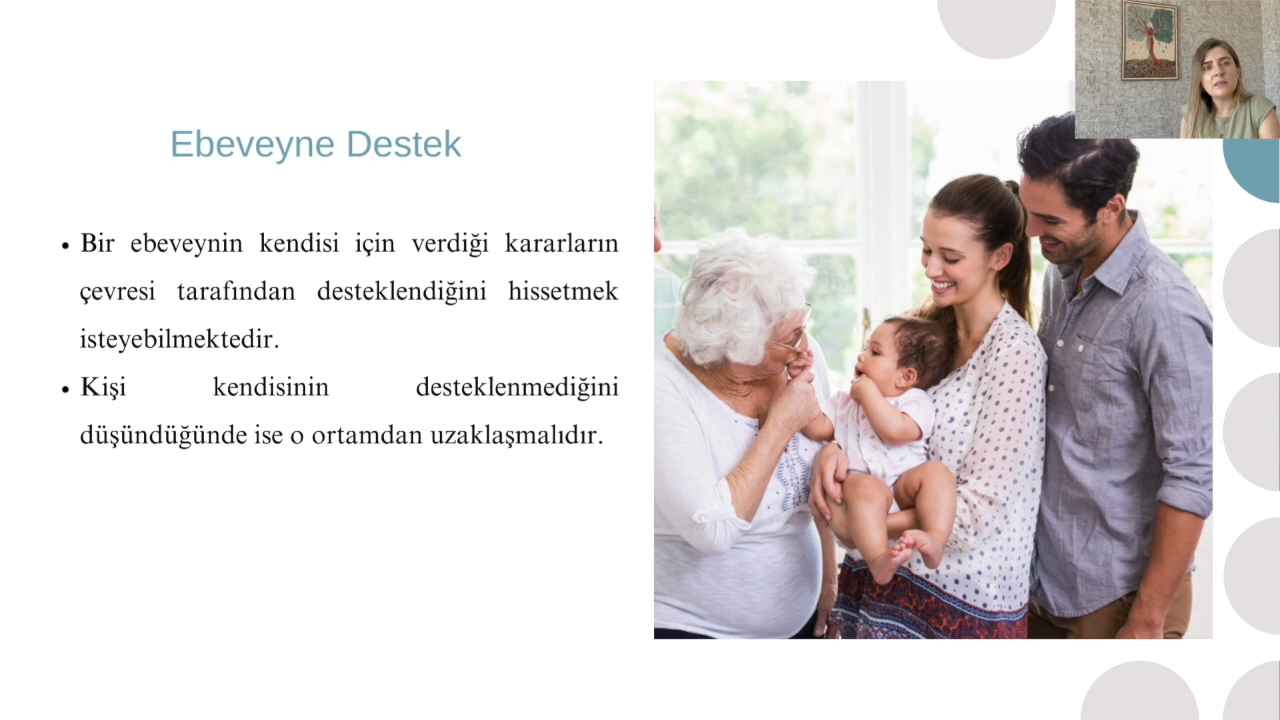 Ebeveyne Destek
• Bir ebeveynin kendisi için verdiği kararların
çevresi tarafından desteklendiğini hissetmek
isteyebilmektedir.
• Kişi kendisinin desteklenmediğini
düşündüğünde ise o ortamdan uzaklaşmalıdır.